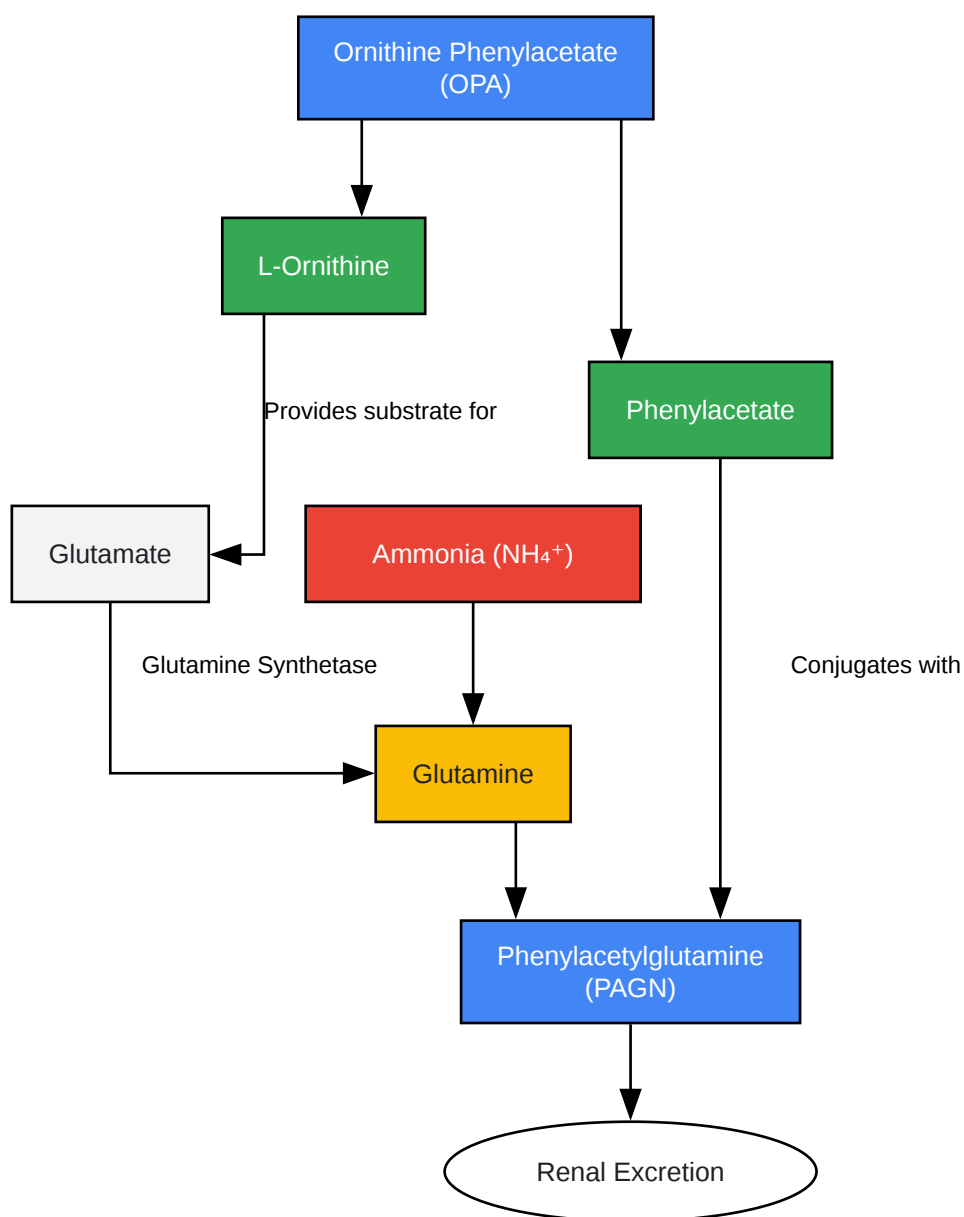 Ornithine Phenylacetate
(OPA)
L-Ornithine
Provides substrate for
Phenylacetate
Glutamate
Ammonia (NH₄⁺)
Glutamine Synthetase
Conjugates with
Glutamine
Phenylacetylglutamine
(PAGN)
Renal Excretion